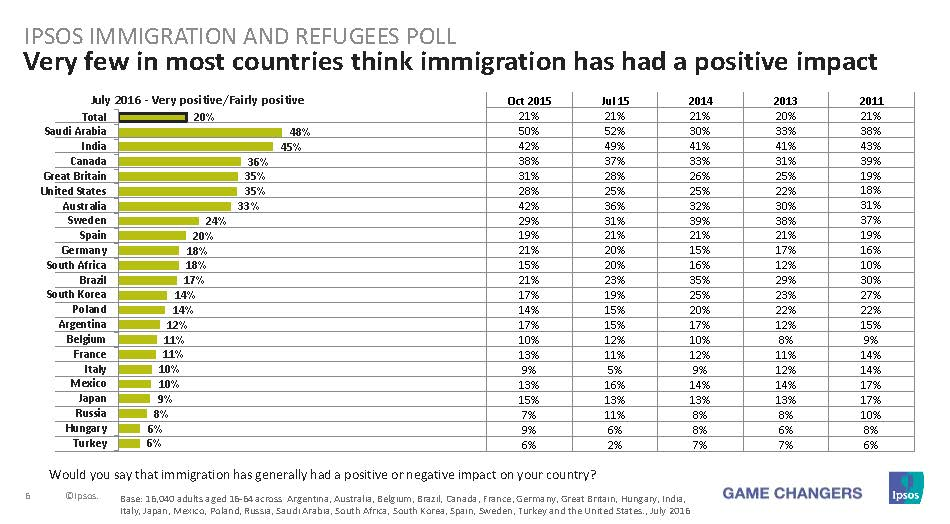 IPSOS IMMIGRATION AND REFUGEES POLL
Very few in most countries think immigration has had a positive impact
July 2016 - Very positive/Fairly positive Oct 2015 Jul 15 2014 2013 2011
Total 20% 21% 21% 21% 20% 21%
Saudi Arabia 48% 50% 52% 30% 33% 38%
India 45% 42% 49% 41% 41% 43%
Canada 36% 38% 37% 33% 31% 39%
Great Britain 35% 31% 28% 26% 25% 19%
United States 35% 28% 25% 25% 22% 18%
Australia 33% 42% 36% 32% 30% 31%
Sweden 24% 29% 31% 39% 38% 37%
Spain 20% 19% 21% 21% 21% 19%
Germany 18% 21% 20% 15% 17% 16%
South Africa 18% 15% 20% 16% 12% 10%
Brazil 17% 21% 23% 35% 29% 30%
South Korea 14% 17% 19% 25% 23% 27%
Poland 14% 14% 15% 20% 22% 22%
Argentina 12% 17% 15% 17% 12% 15%
Belgium 11% 10% 12% 10% 8% 9%
France 11% 13% 11% 12% 11% 14%
Italy 10% 9% 5% 9% 12% 14%
Mexico 10% 13% 16% 14% 14% 17%
Japan 9% 15% 13% 13% 13% 17%
Russia 8% 7% 11% 8% 8% 10%
Hungary 6% 9% 6% 8% 6% 8%
Turkey 6% 6% 2% 7% 7% 6%
Would you say that immigration has generally had a positive or negative impact on your country?
6 ©Ipsos.
Base: 16,040 adults aged 16-64 across Argentina, Australia, Belgium, Brazil, Canada, France, Germany, Great Britain, Hungary, India,
Italy, Japan, Mexico, Poland, Russia, Saudi Arabia, South Africa, South Korea, Spain, Sweden, Turkey and the United States., July 2016
GAME CHANGERS
Ipsos